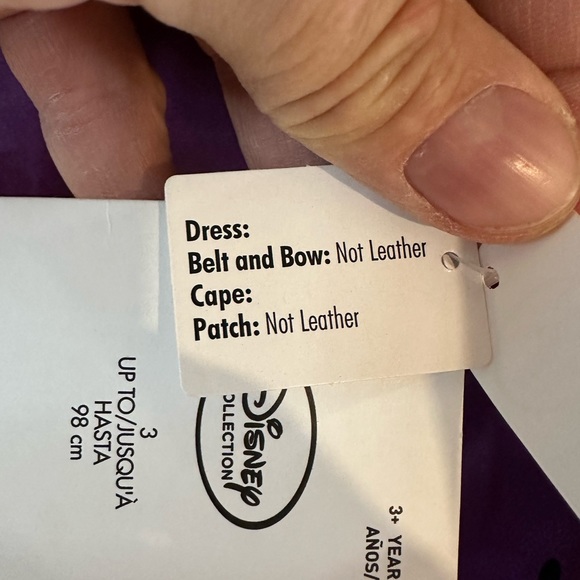 Dress:
Belt and Bow: Not Leather
Cape:
Patch: Not Leather
3
UP TO/JUSQU'À
HASTA
98 cm
Disney
COLLECTION
3+ YEAR
AÑOS/